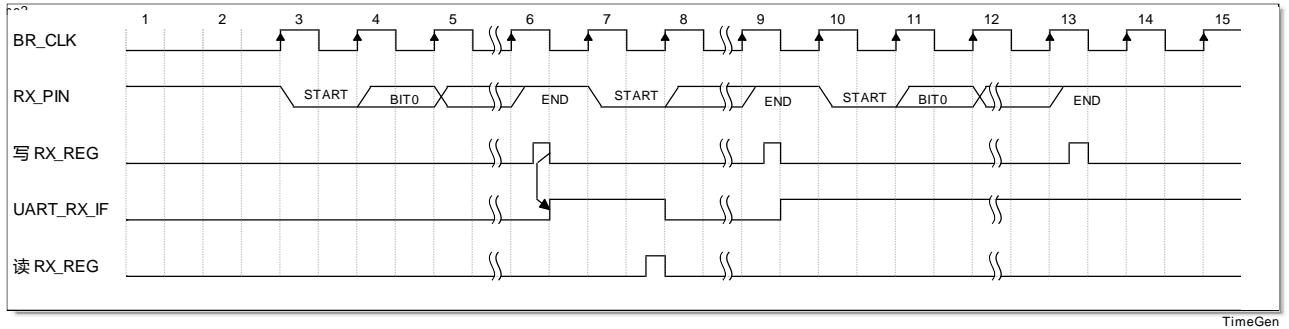 1 2 3 4 5 6 7 8 9 10 11 12 13 14 15
BR_CLK
RX_PIN START BIT0 END START END START BIT0 END
写 RX_REG
UART_RX_IF
读 RX_REG
TimeGen